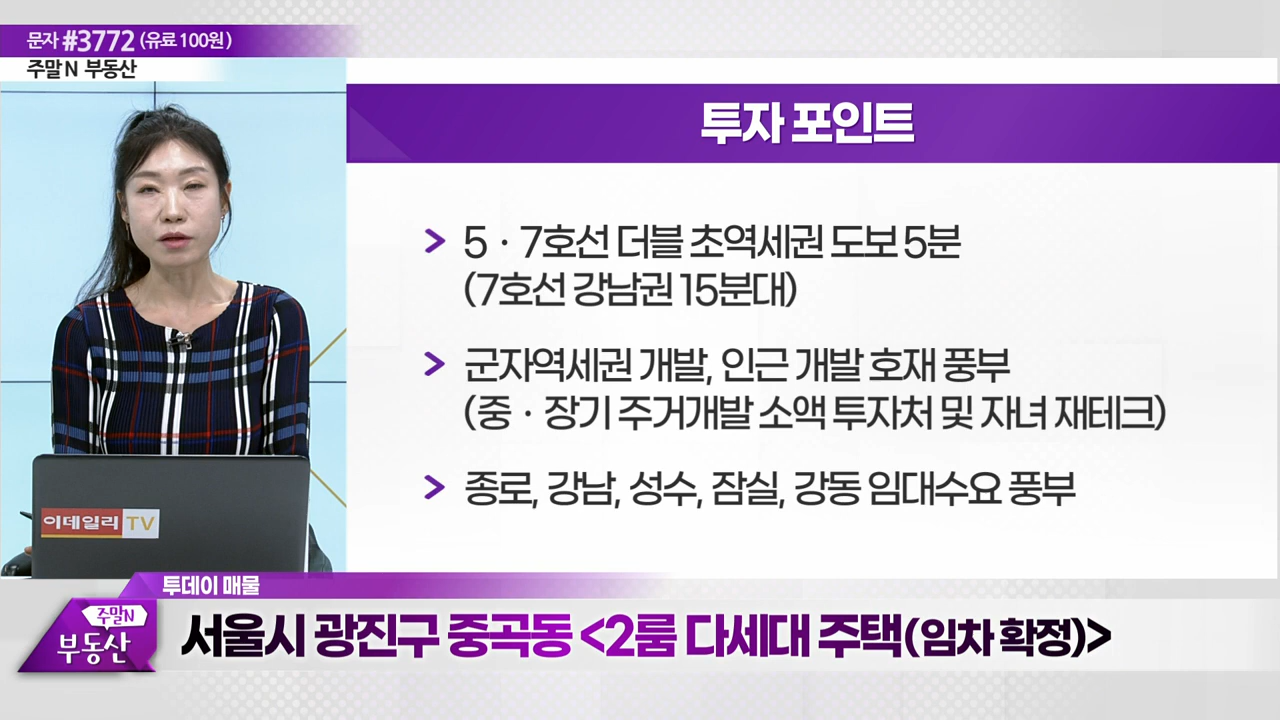 문자 #3772 (유료 100원)
주말N 부동산
투자 포인트
5 · 7호선 더블 초역세권 도보 5분
(7호선 강남권 15분대)
군자역세권 개발, 인근 개발 호재 풍부
(중 · 장기 주거개발 소액 투자처 및 자녀 재테크)
종로, 강남, 성수, 잠실, 강동 임대수요 풍부
이데일리 TV
투데이 매물
주말N
부동산
서울시 광진구 중곡동 <2룸 다세대 주택(임차 확정)>